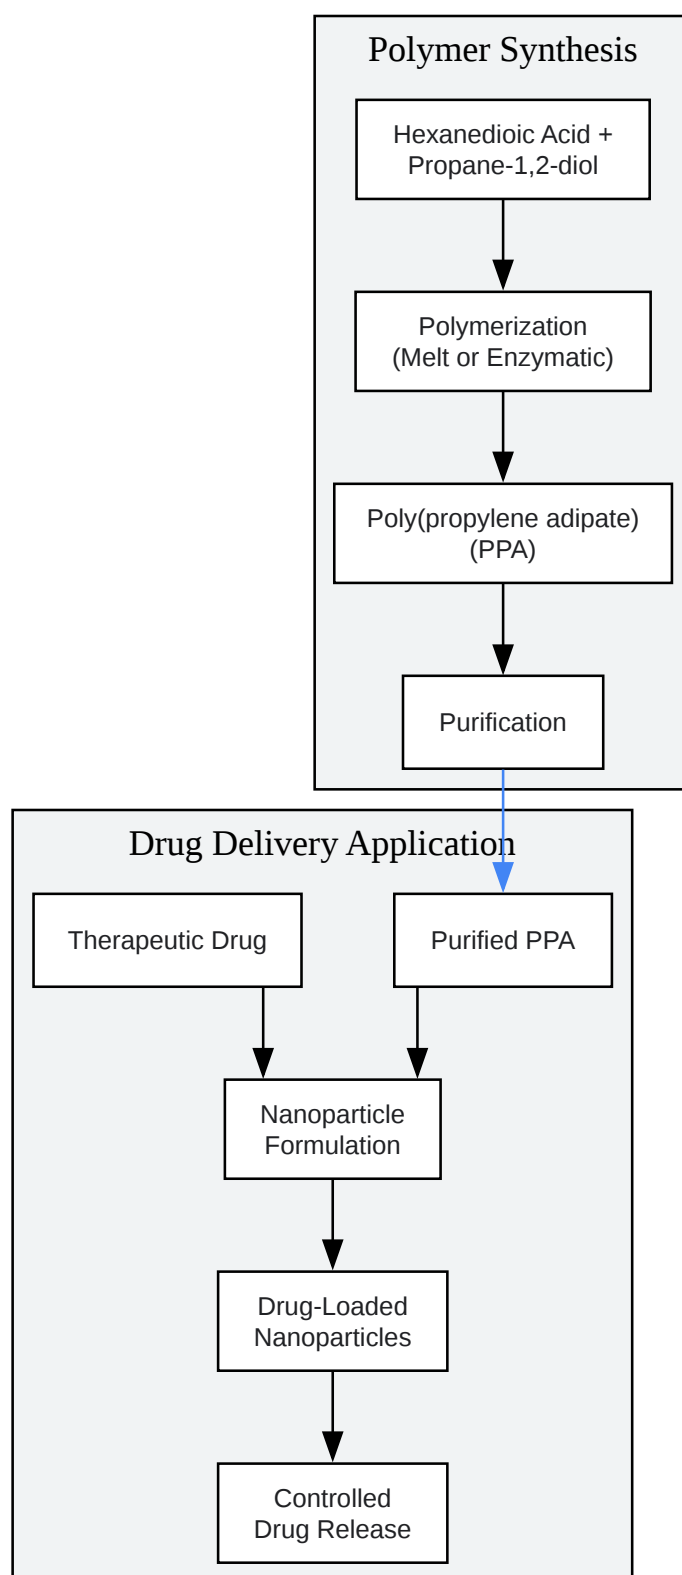 Polymer Synthesis
Hexanedioic Acid +
Propane-1,2-diol
Polymerization
(Melt or Enzymatic)
Poly(propylene adipate)
(PPA)
Purification
Drug Delivery Application
Therapeutic Drug
Purified PPA
Nanoparticle
Formulation
Drug-Loaded
Nanoparticles
Controlled
Drug Release